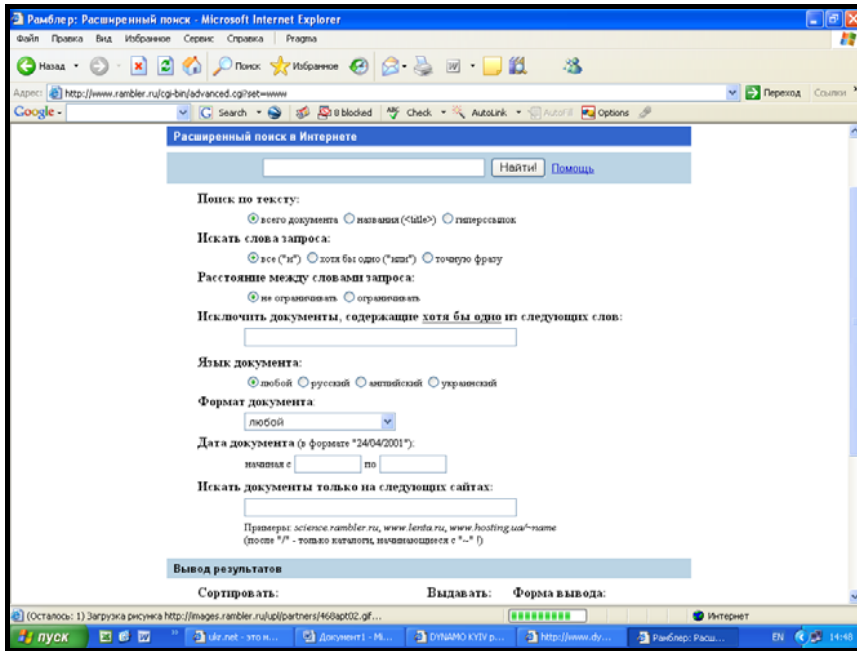 Рамблер: Расширенный поиск - Microsoft Internet Explorer
Файл Правка Вид Избранное Сервис Справка Pragma
Назад Поиск Избранное
Адрес: http://www.rambler.ru/cgi-bin/advanced.cgi?set=www Переход Ссылки
Google - Search 8 blocked Check AutoLink AutoFill Options
Расширенный поиск в Интернете
Найти! Помощь
Поиск по тексту:
всего документа названия (<title>) гиперссылок
Искать слова запроса:
все ("и") хотя бы одно ("или") точную фразу
Расстояние между словами запроса:
не ограничивать ограничивать
Исключить документы, содержащие хотя бы одно из следующих слов:
Язык документа:
любой русский английский украинский
Формат документа:
любой
Дата документа (в формате "24/04/2001"):
начиная с по
Искать документы только на следующих сайтах:
Примеры: science.rambler.ru, www.lenta.ru, www.hosting.ua/~name
(после "/" - только каталоги, начинающиеся с "~" !)
Вывод результатов
Сортировать: Выдавать: Форма вывода:
(Осталось: 1) Загрузка рисунка http://images.rambler.ru/upl/partners/468apt02.gif... Интернет
пуск ukr.net - это н... Документ1 - Mi... DYNAMO KYIV p... http://www.dy... Рамблер: Расш... EN 14:48